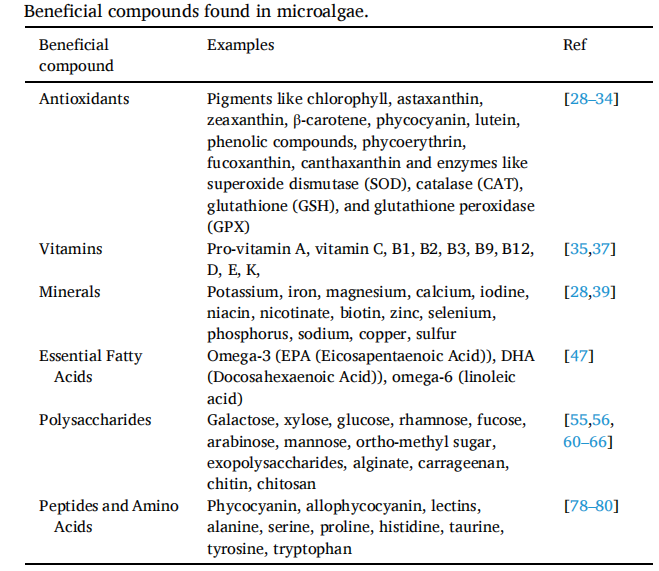 Beneficial compounds found in microalgae.
Beneficial compound Examples Ref
Antioxidants Pigments like chlorophyll, astaxanthin, [28–34]
zeaxanthin, β-carotene, phycocyanin, lutein,
phenolic compounds, phycoerythrin,
fucoxanthin, canthaxanthin and enzymes like
superoxide dismutase (SOD), catalase (CAT),
glutathione (GSH), and glutathione peroxidase
(GPX)
Vitamins Pro-vitamin A, vitamin C, B1, B2, B3, B9, B12, [35,37]
D, E, K,
Minerals Potassium, iron, magnesium, calcium, iodine, [28,39]
niacin, nicotinate, biotin, zinc, selenium,
phosphorus, sodium, copper, sulfur
Essential Fatty Omega-3 (EPA (Eicosapentaenoic Acid)), DHA [47]
Acids (Docosahexaenoic Acid)), omega-6 (linoleic
acid)
Polysaccharides Galactose, xylose, glucose, rhamnose, fucose, [55,56,
arabinose, mannose, ortho-methyl sugar, 60–66]
exopolysaccharides, alginate, carrageenan,
chitin, chitosan
Peptides and Amino Phycocyanin, allophycocyanin, lectins, [78–80]
Acids alanine, serine, proline, histidine, taurine,
tyrosine, tryptophan